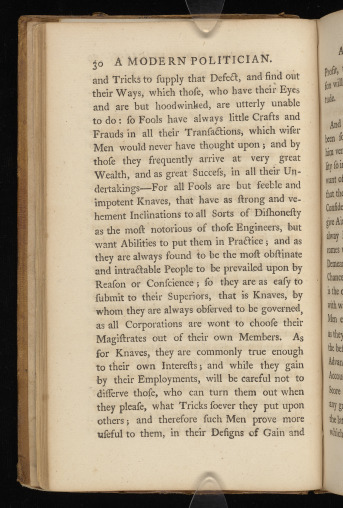 30 A MODERN POLITICIAN.
and Tricks to ſupply that Defect, and find out
their Ways, which thoſe, who have their Eyes
and are but hoodwinked, are utterly unable
to do: ſo Fools have always little Crafts and
Frauds in all their Tranſactions, which wiſer
Men would never have thought upon; and by
thoſe they frequently arrive at very great
Wealth, and as great Succeſs, in all their Un-
dertakings—For all Fools are but feeble and
impotent Knaves, that have as ſtrong and ve-
hement Inclinations to all Sorts of Diſhoneſty
as the moſt notorious of thoſe Engineers, but
want Abilities to put them in Practice; and as
they are always found to be the moſt obſtinate
and intractable People to be prevailed upon by
Reaſon or Conſcience; ſo they are as eaſy to
ſubmit to their Superiors, that is Knaves, by
whom they are always obſerved to be governed,
as all Corporations are wont to chooſe their
Magiſtrates out of their own Members. As
for Knaves, they are commonly true enough
to their own Intereſts; and while they gain
by their Employments, will be careful not to
diſſerve thoſe, who can turn them out when
they pleaſe, what Tricks ſoever they put upon
others; and therefore ſuch Men prove more
uſeful to them, in their Deſigns of Gain and